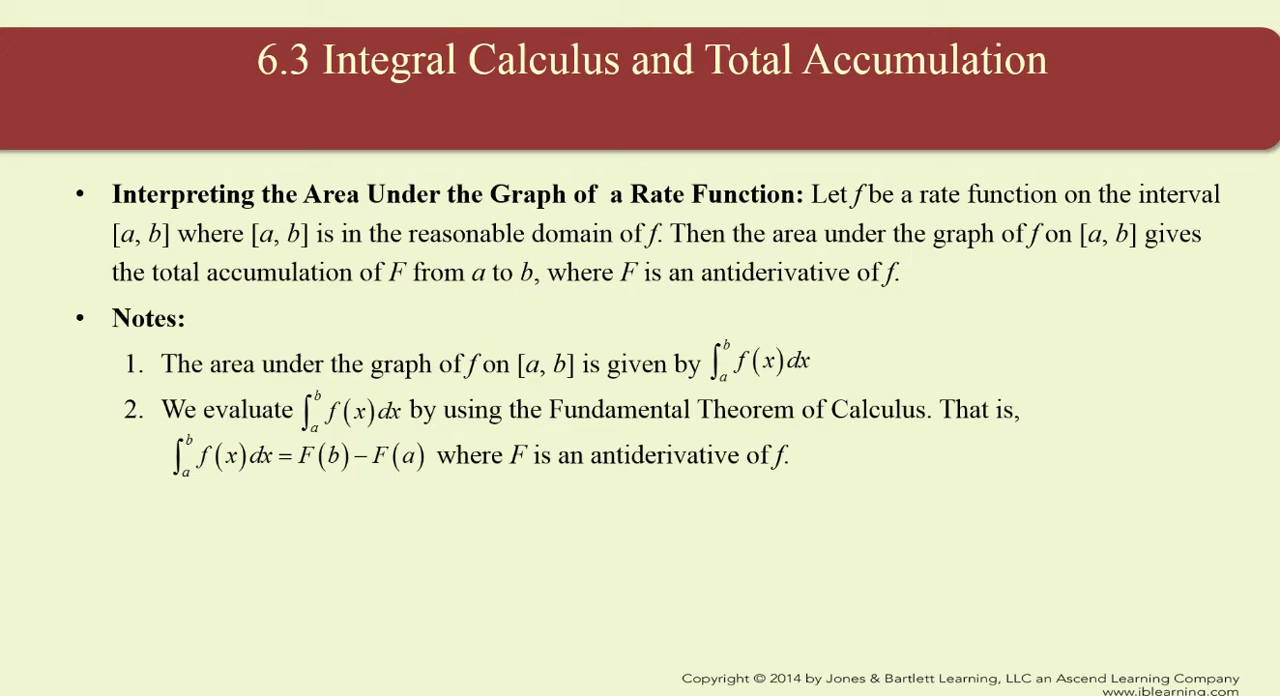 6.3 Integral Calculus and Total Accumulation
• Interpreting the Area Under the Graph of a Rate Function: Let f be a rate function on the interval
[a, b] where [a, b] is in the reasonable domain of f. Then the area under the graph of f on [a, b] gives
the total accumulation of F from a to b, where F is an antiderivative of f.
• Notes:
1. The area under the graph of f on [a, b] is given by ∫_a^b f(x)dx
2. We evaluate ∫_a^b f(x)dx by using the Fundamental Theorem of Calculus. That is,
∫_a^b f(x)dx = F(b) − F(a) where F is an antiderivative of f.
Copyright © 2014 by Jones & Bartlett Learning, LLC an Ascend Learning Company
www.jblearning.com